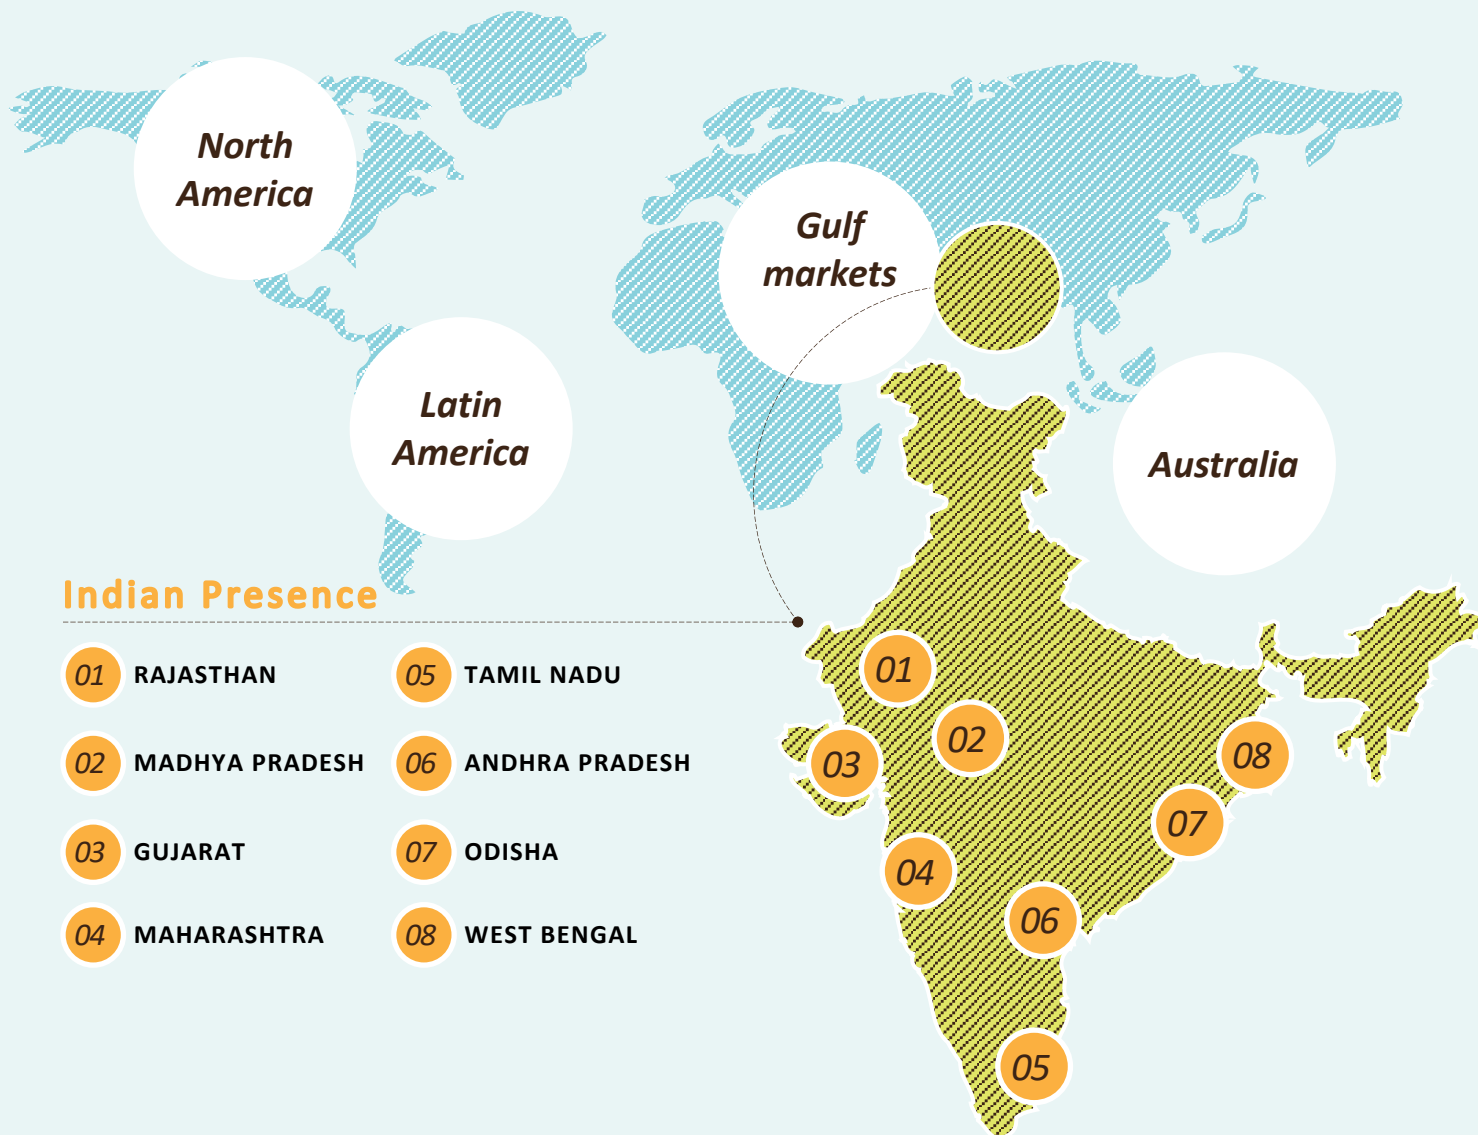 North
America
Gulf
markets
Latin
America
Australia
Indian Presence
01 RAJASTHAN
02 MADHYA PRADESH
03 GUJARAT
04 MAHARASHTRA
05 TAMIL NADU
06 ANDHRA PRADESH
07 ODISHA
08 WEST BENGAL
01
02
03
08
07
04
06
05